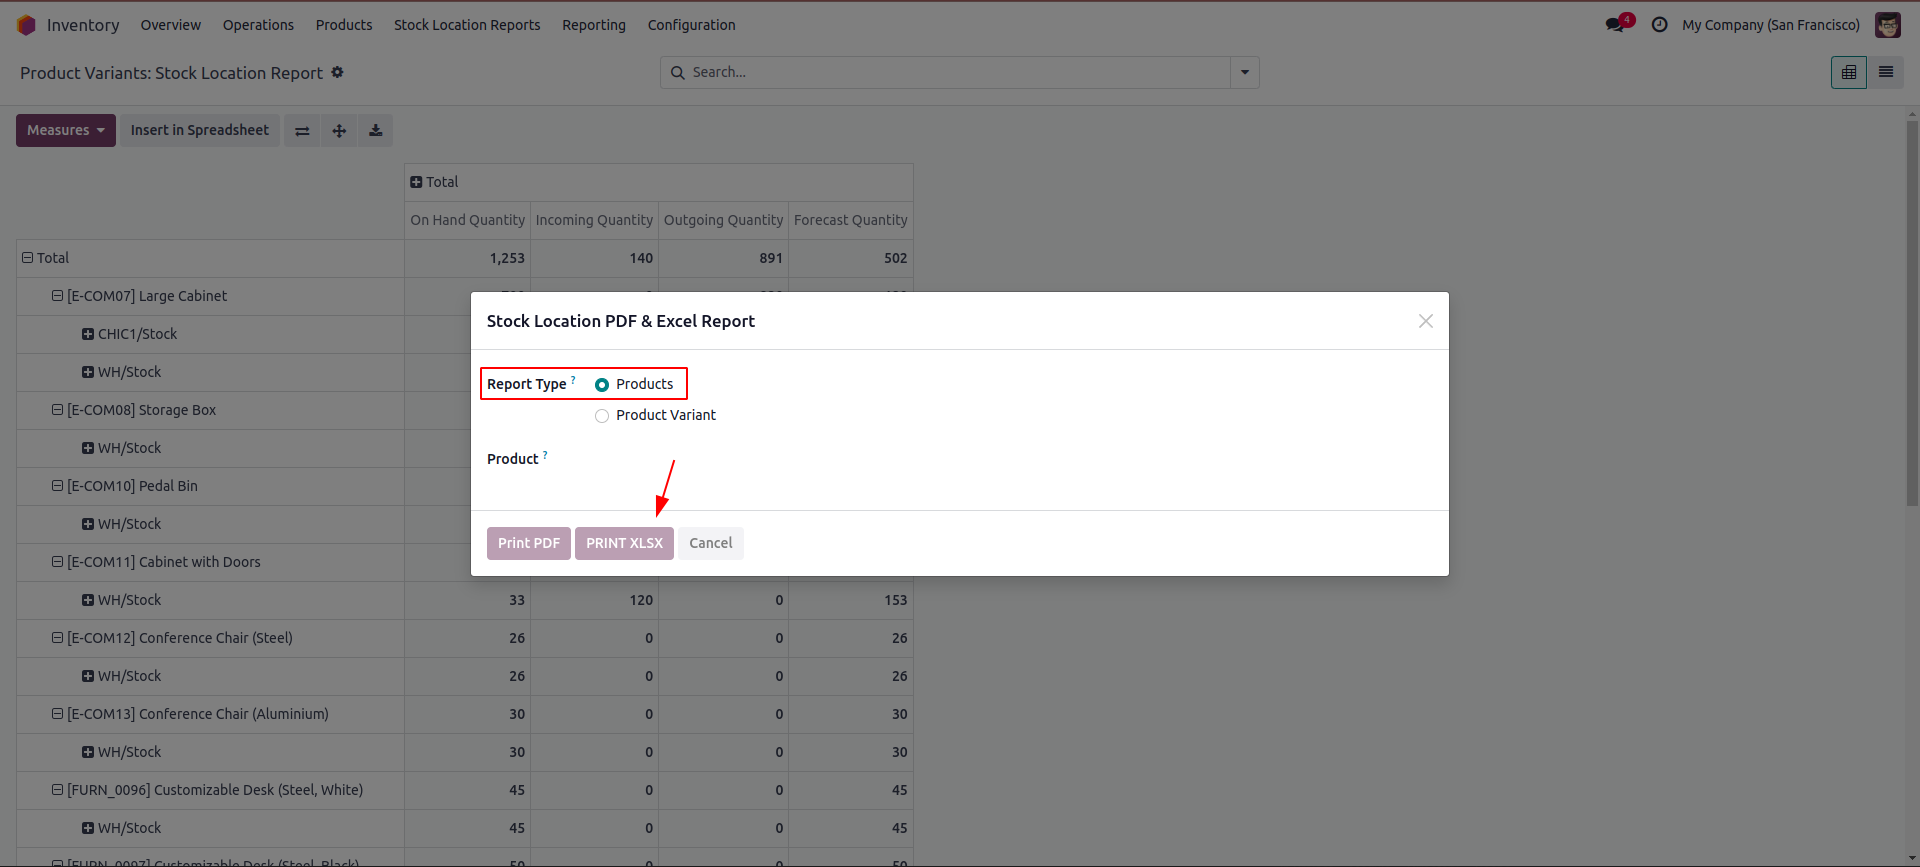 Inventory Overview Operations Products Stock Location Reports Reporting Configuration 4 My Company (San Francisco)
Product Variants: Stock Location Report Search...
Measures Insert in Spreadsheet
Total
On Hand Quantity Incoming Quantity Outgoing Quantity Forecast Quantity
Total 1,253 140 891 502
[E-COM07] Large Cabinet
CHIC1/Stock
WH/Stock
[E-COM08] Storage Box
WH/Stock
[E-COM10] Pedal Bin
WH/Stock
[E-COM11] Cabinet with Doors
WH/Stock 33 120 0 153
[E-COM12] Conference Chair (Steel) 26 0 0 26
WH/Stock 26 0 0 26
[E-COM13] Conference Chair (Aluminium) 30 0 0 30
WH/Stock 30 0 0 30
[FURN_0096] Customizable Desk (Steel, White) 45 0 0 45
WH/Stock 45 0 0 45
[FURN_0097] Customizable Desk (Steel, Black) 50 0 0 50
Stock Location PDF & Excel Report
Report Type ? Products
Product Variant
Product ?
Print PDF PRINT XLSX Cancel